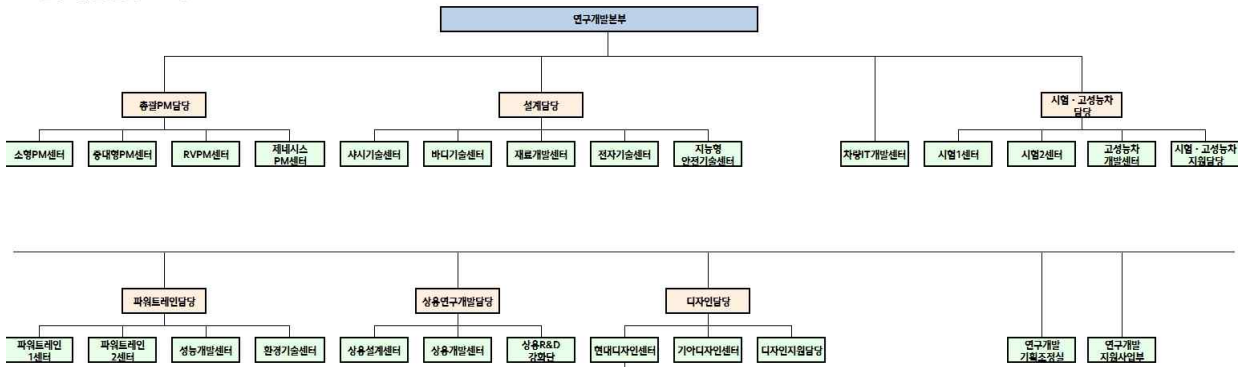 연구개발본부
총괄PM담당
설계담당
시험·고성능차
담당
소형PM센터
중대형PM센터
RVPM센터
제네시스
PM센터
샤시기술센터
바디기술센터
재료개발센터
전자기술센터
지능형
안전기술센터
차량IT개발센터
시험1센터
시험2센터
고성능차
개발센터
시험·고성능차
지원담당
파워트레인담당
상용연구개발담당
디자인담당
파워트레인
1센터
파워트레인
2센터
성능개발센터
환경기술센터
상용설계센터
상용개발센터
상용R&D
강화단
현대디자인센터
기아디자인센터
디자인지원담당
연구개발
기획조정실
연구개발
지원사업부